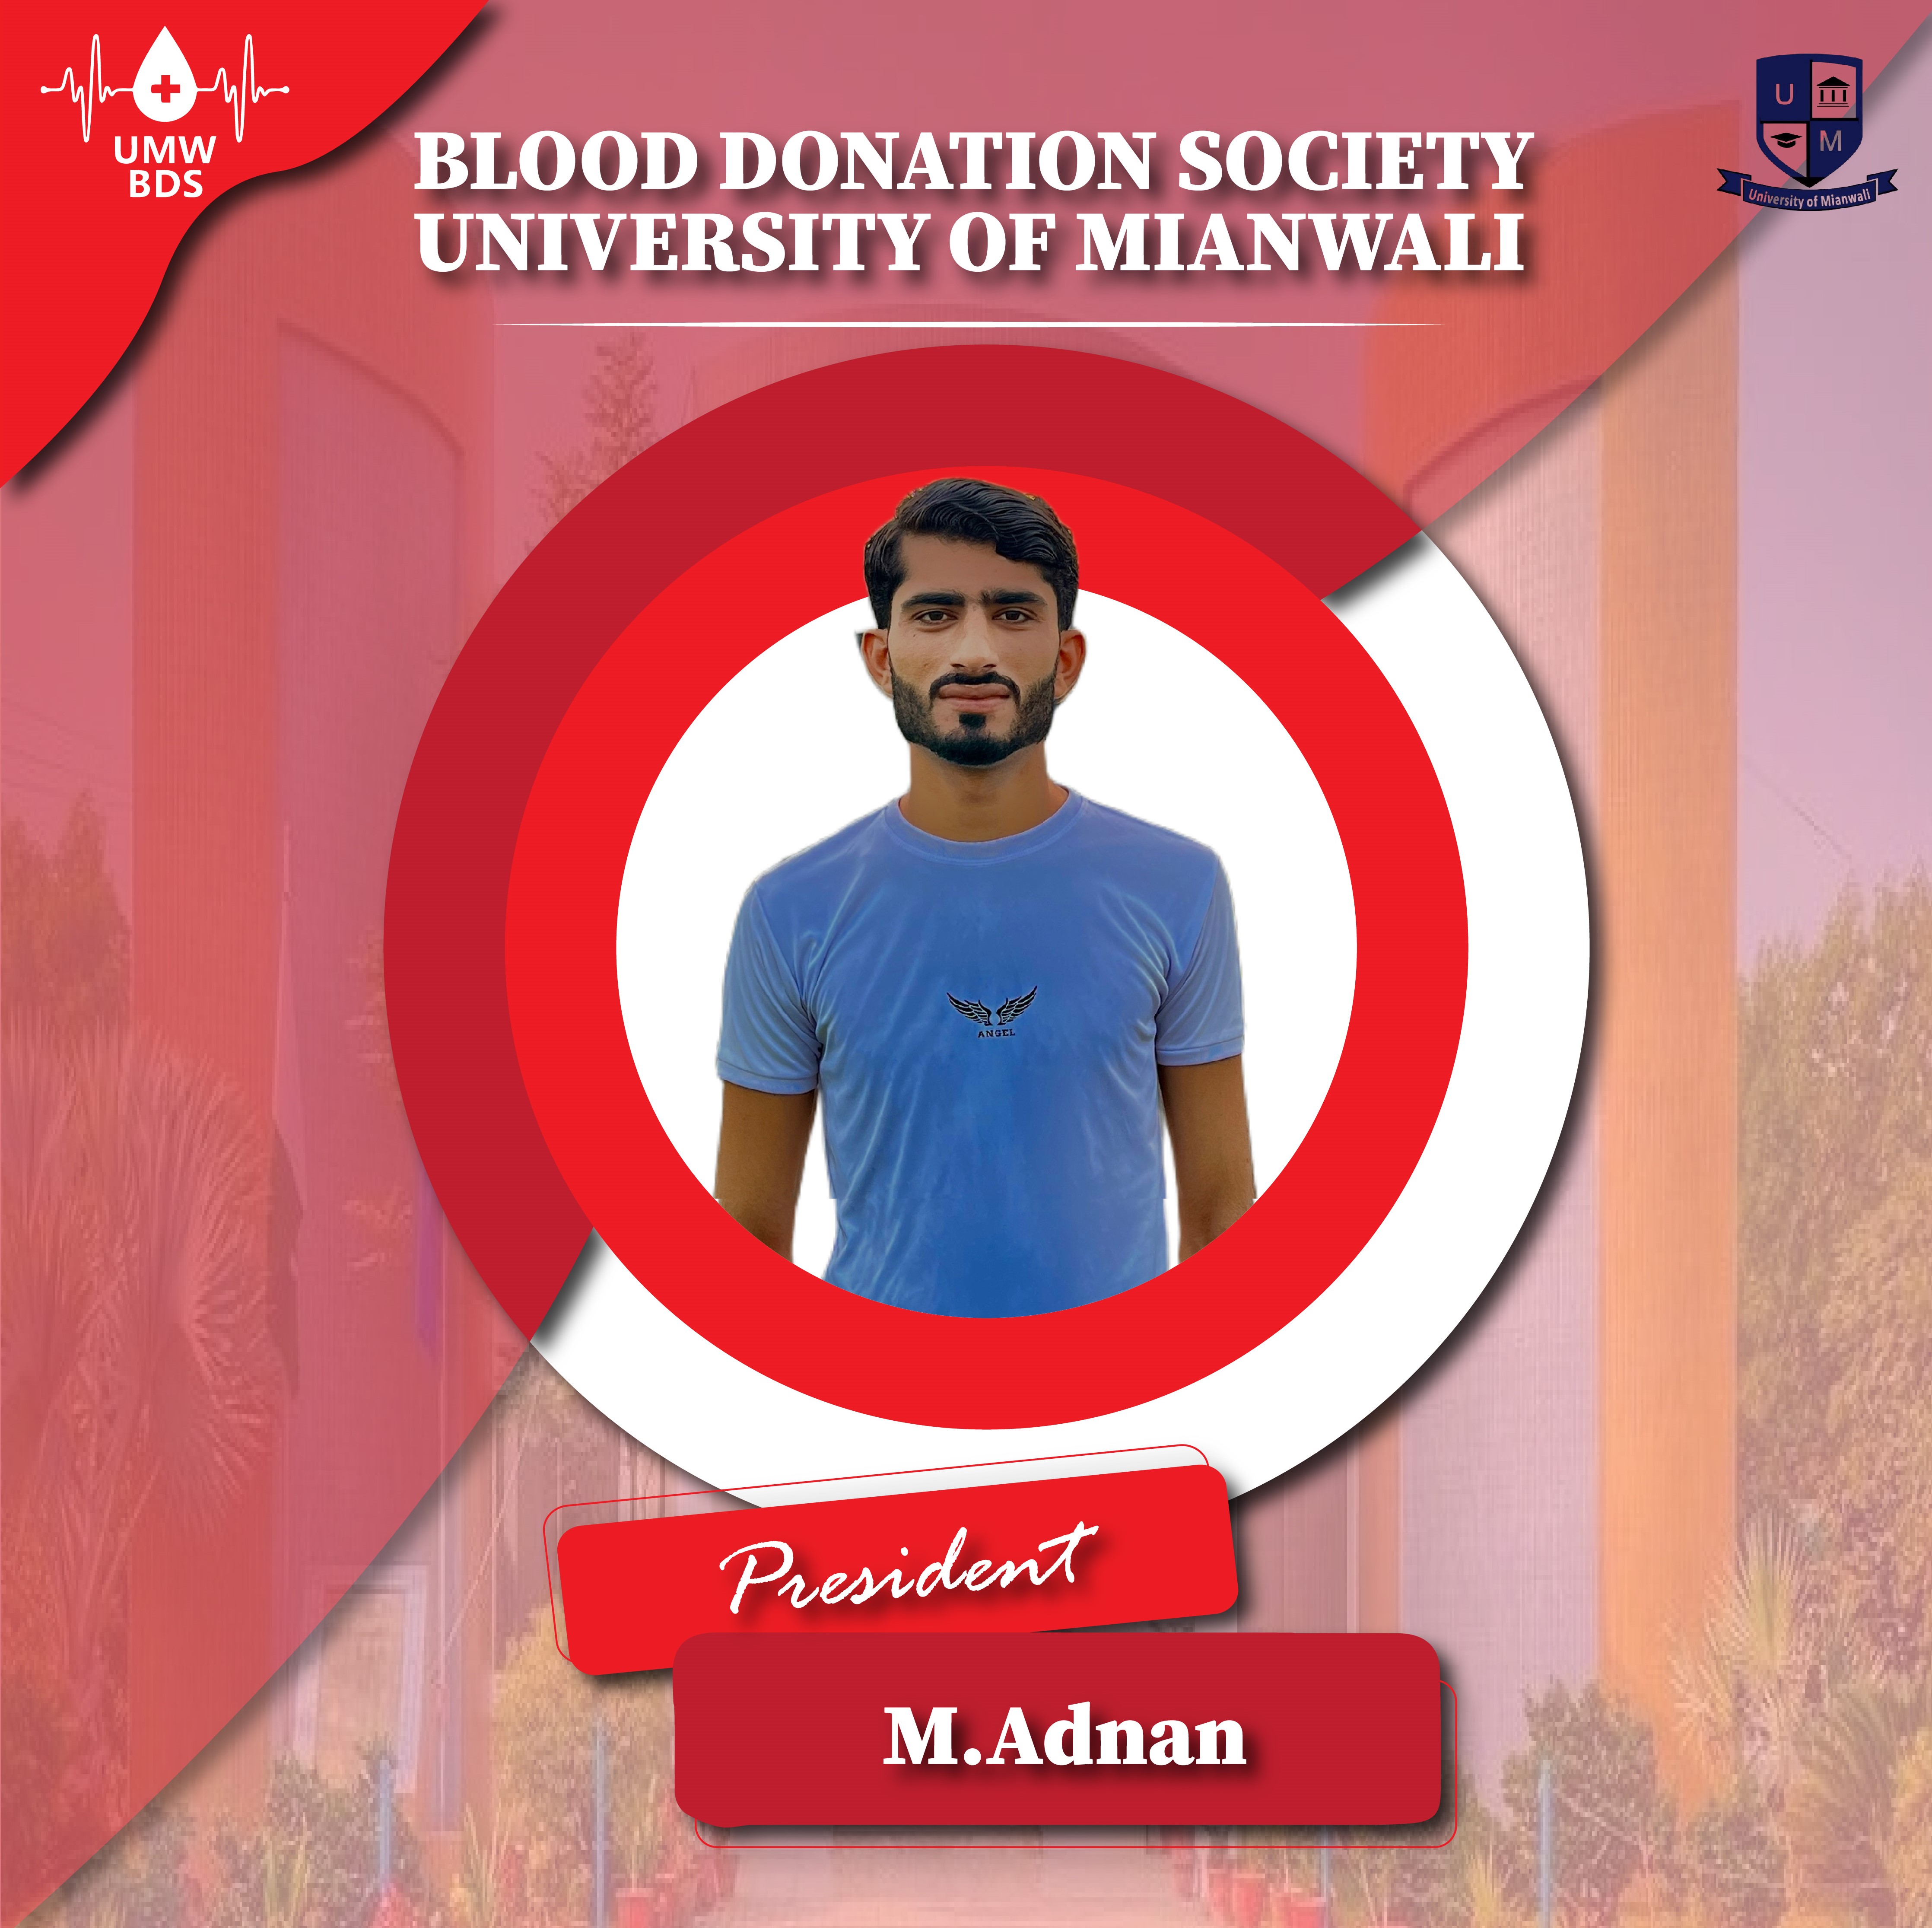 UMW
BDS
BLOOD DONATION SOCIETY
UNIVERSITY OF MIANWALI
U
M
University of Mianwali
ANGEL
President
M.Adnan